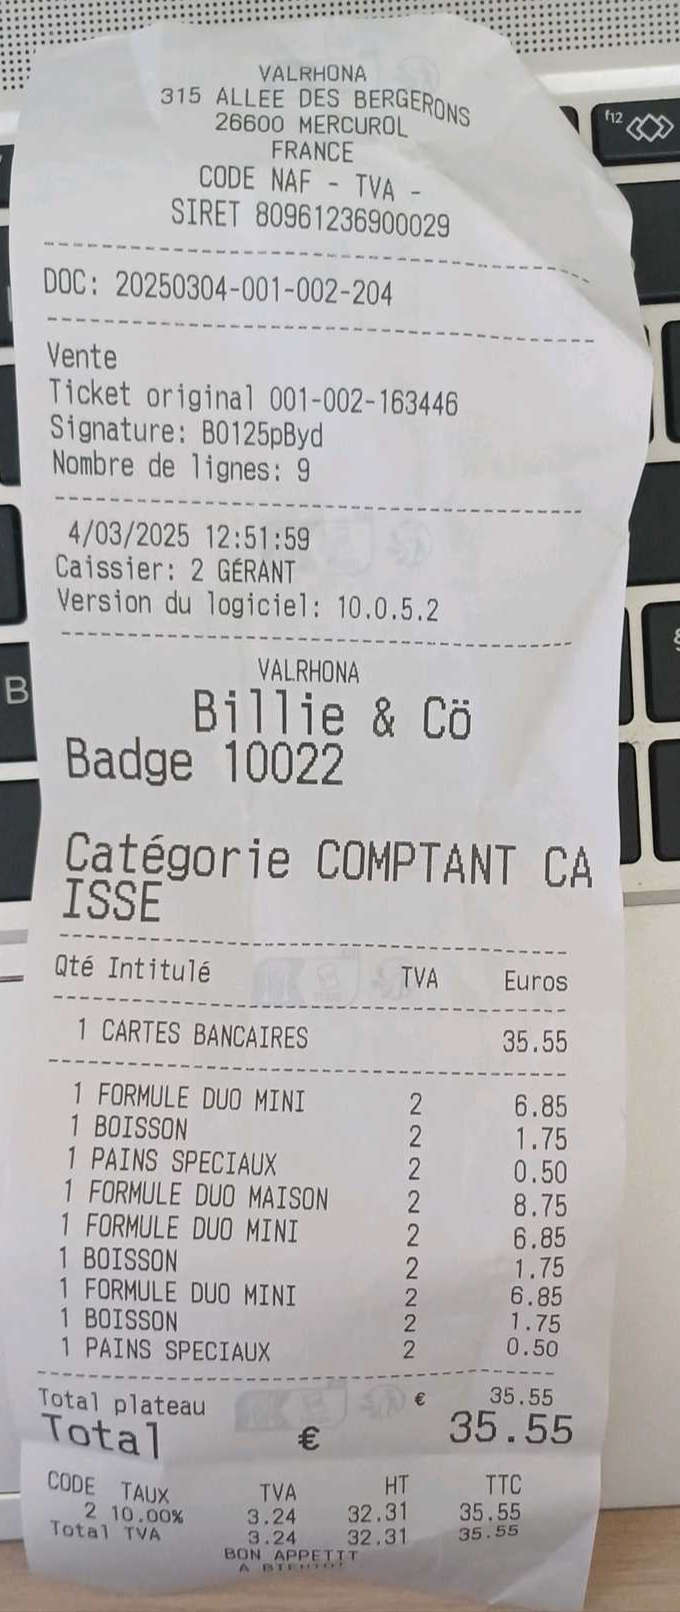 VALRHONA
315 ALLEE DES BERGERONS
26600 MERCUROL
FRANCE
CODE NAF - TVA -
SIRET 80961236900029
DOC: 20250304-001-002-204
Vente
Ticket original 001-002-163446
Signature: BO125pByd
Nombre de lignes: 9
4/03/2025 12:51:59
Caissier: 2 GÉRANT
Version du logiciel: 10.0.5.2
VALRHONA
Billie & Cö
Badge 10022
Catégorie COMPTANT CA
ISSE
Qté Intitulé TVA Euros
1 CARTES BANCAIRES 35.55
1 FORMULE DUO MINI 2 6.85
1 BOISSON 2 1.75
1 PAINS SPECIAUX 2 0.50
1 FORMULE DUO MAISON 2 8.75
1 FORMULE DUO MINI 2 6.85
1 BOISSON 2 1.75
1 FORMULE DUO MINI 2 6.85
1 BOISSON 2 1.75
1 PAINS SPECIAUX 2 0.50
Total plateau € 35.55
Total € 35.55
CODE TAUX TVA HT TTC
2 10.00% 3.24 32.31 35.55
Total TVA 3.24 32.31 35.55
BON APPETIT
f12
B